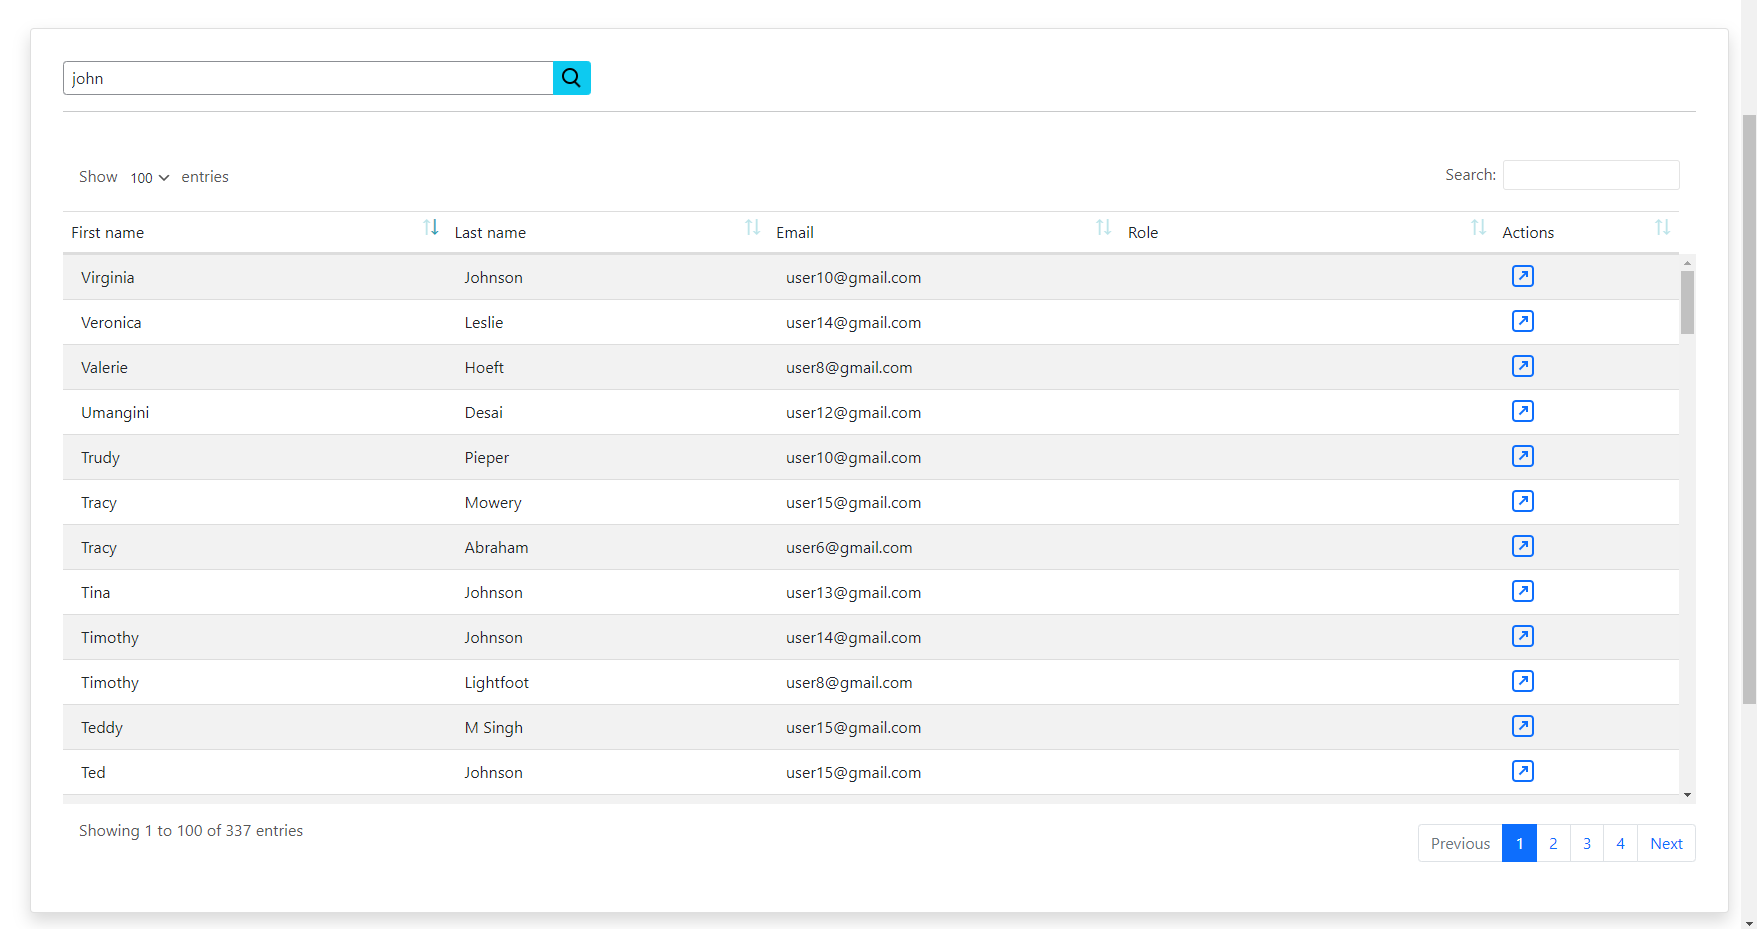 john
Show 100 entries Search:
First name Last name Email Role Actions
Virginia Johnson user10@gmail.com
Veronica Leslie user14@gmail.com
Valerie Hoeft user8@gmail.com
Umangini Desai user12@gmail.com
Trudy Pieper user10@gmail.com
Tracy Mowery user15@gmail.com
Tracy Abraham user6@gmail.com
Tina Johnson user13@gmail.com
Timothy Johnson user14@gmail.com
Timothy Lightfoot user8@gmail.com
Teddy M Singh user15@gmail.com
Ted Johnson user15@gmail.com
Showing 1 to 100 of 337 entries
Previous 1 2 3 4 Next